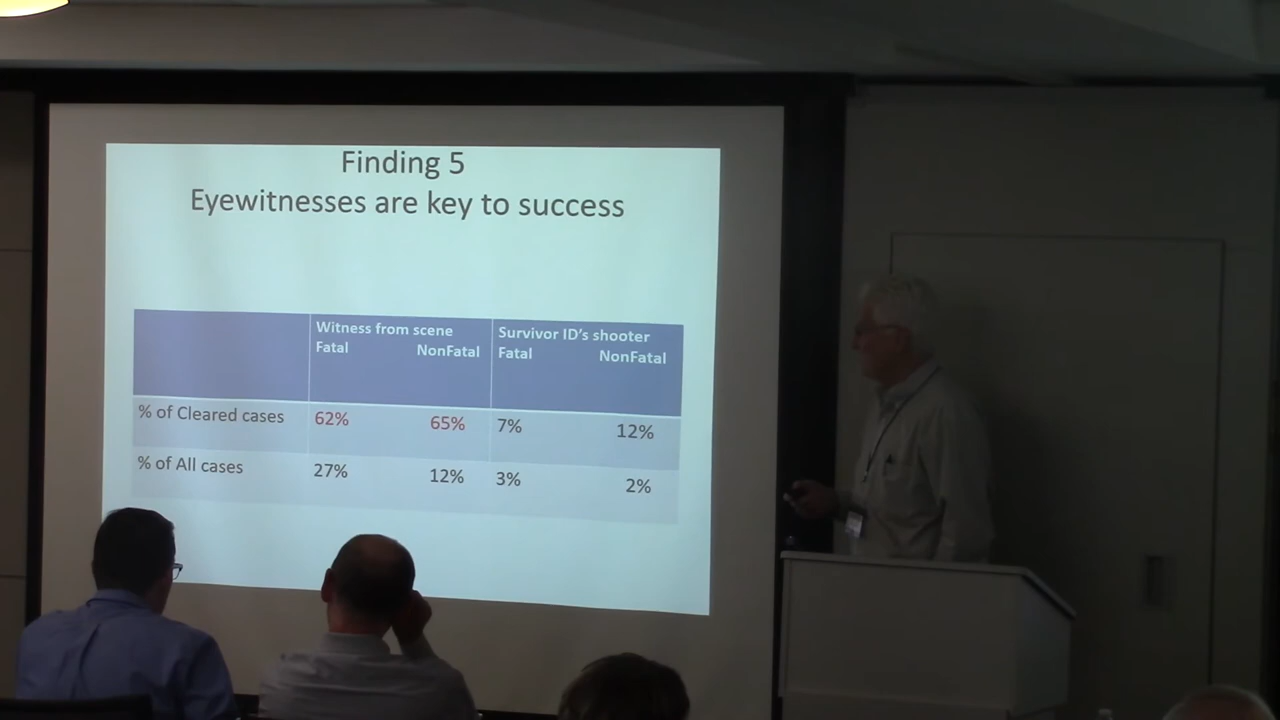 Finding 5
Eyewitnesses are key to success
Witness from scene Survivor ID's shooter
Fatal NonFatal Fatal NonFatal
% of Cleared cases 62% 65% 7% 12%
% of All cases 27% 12% 3% 2%